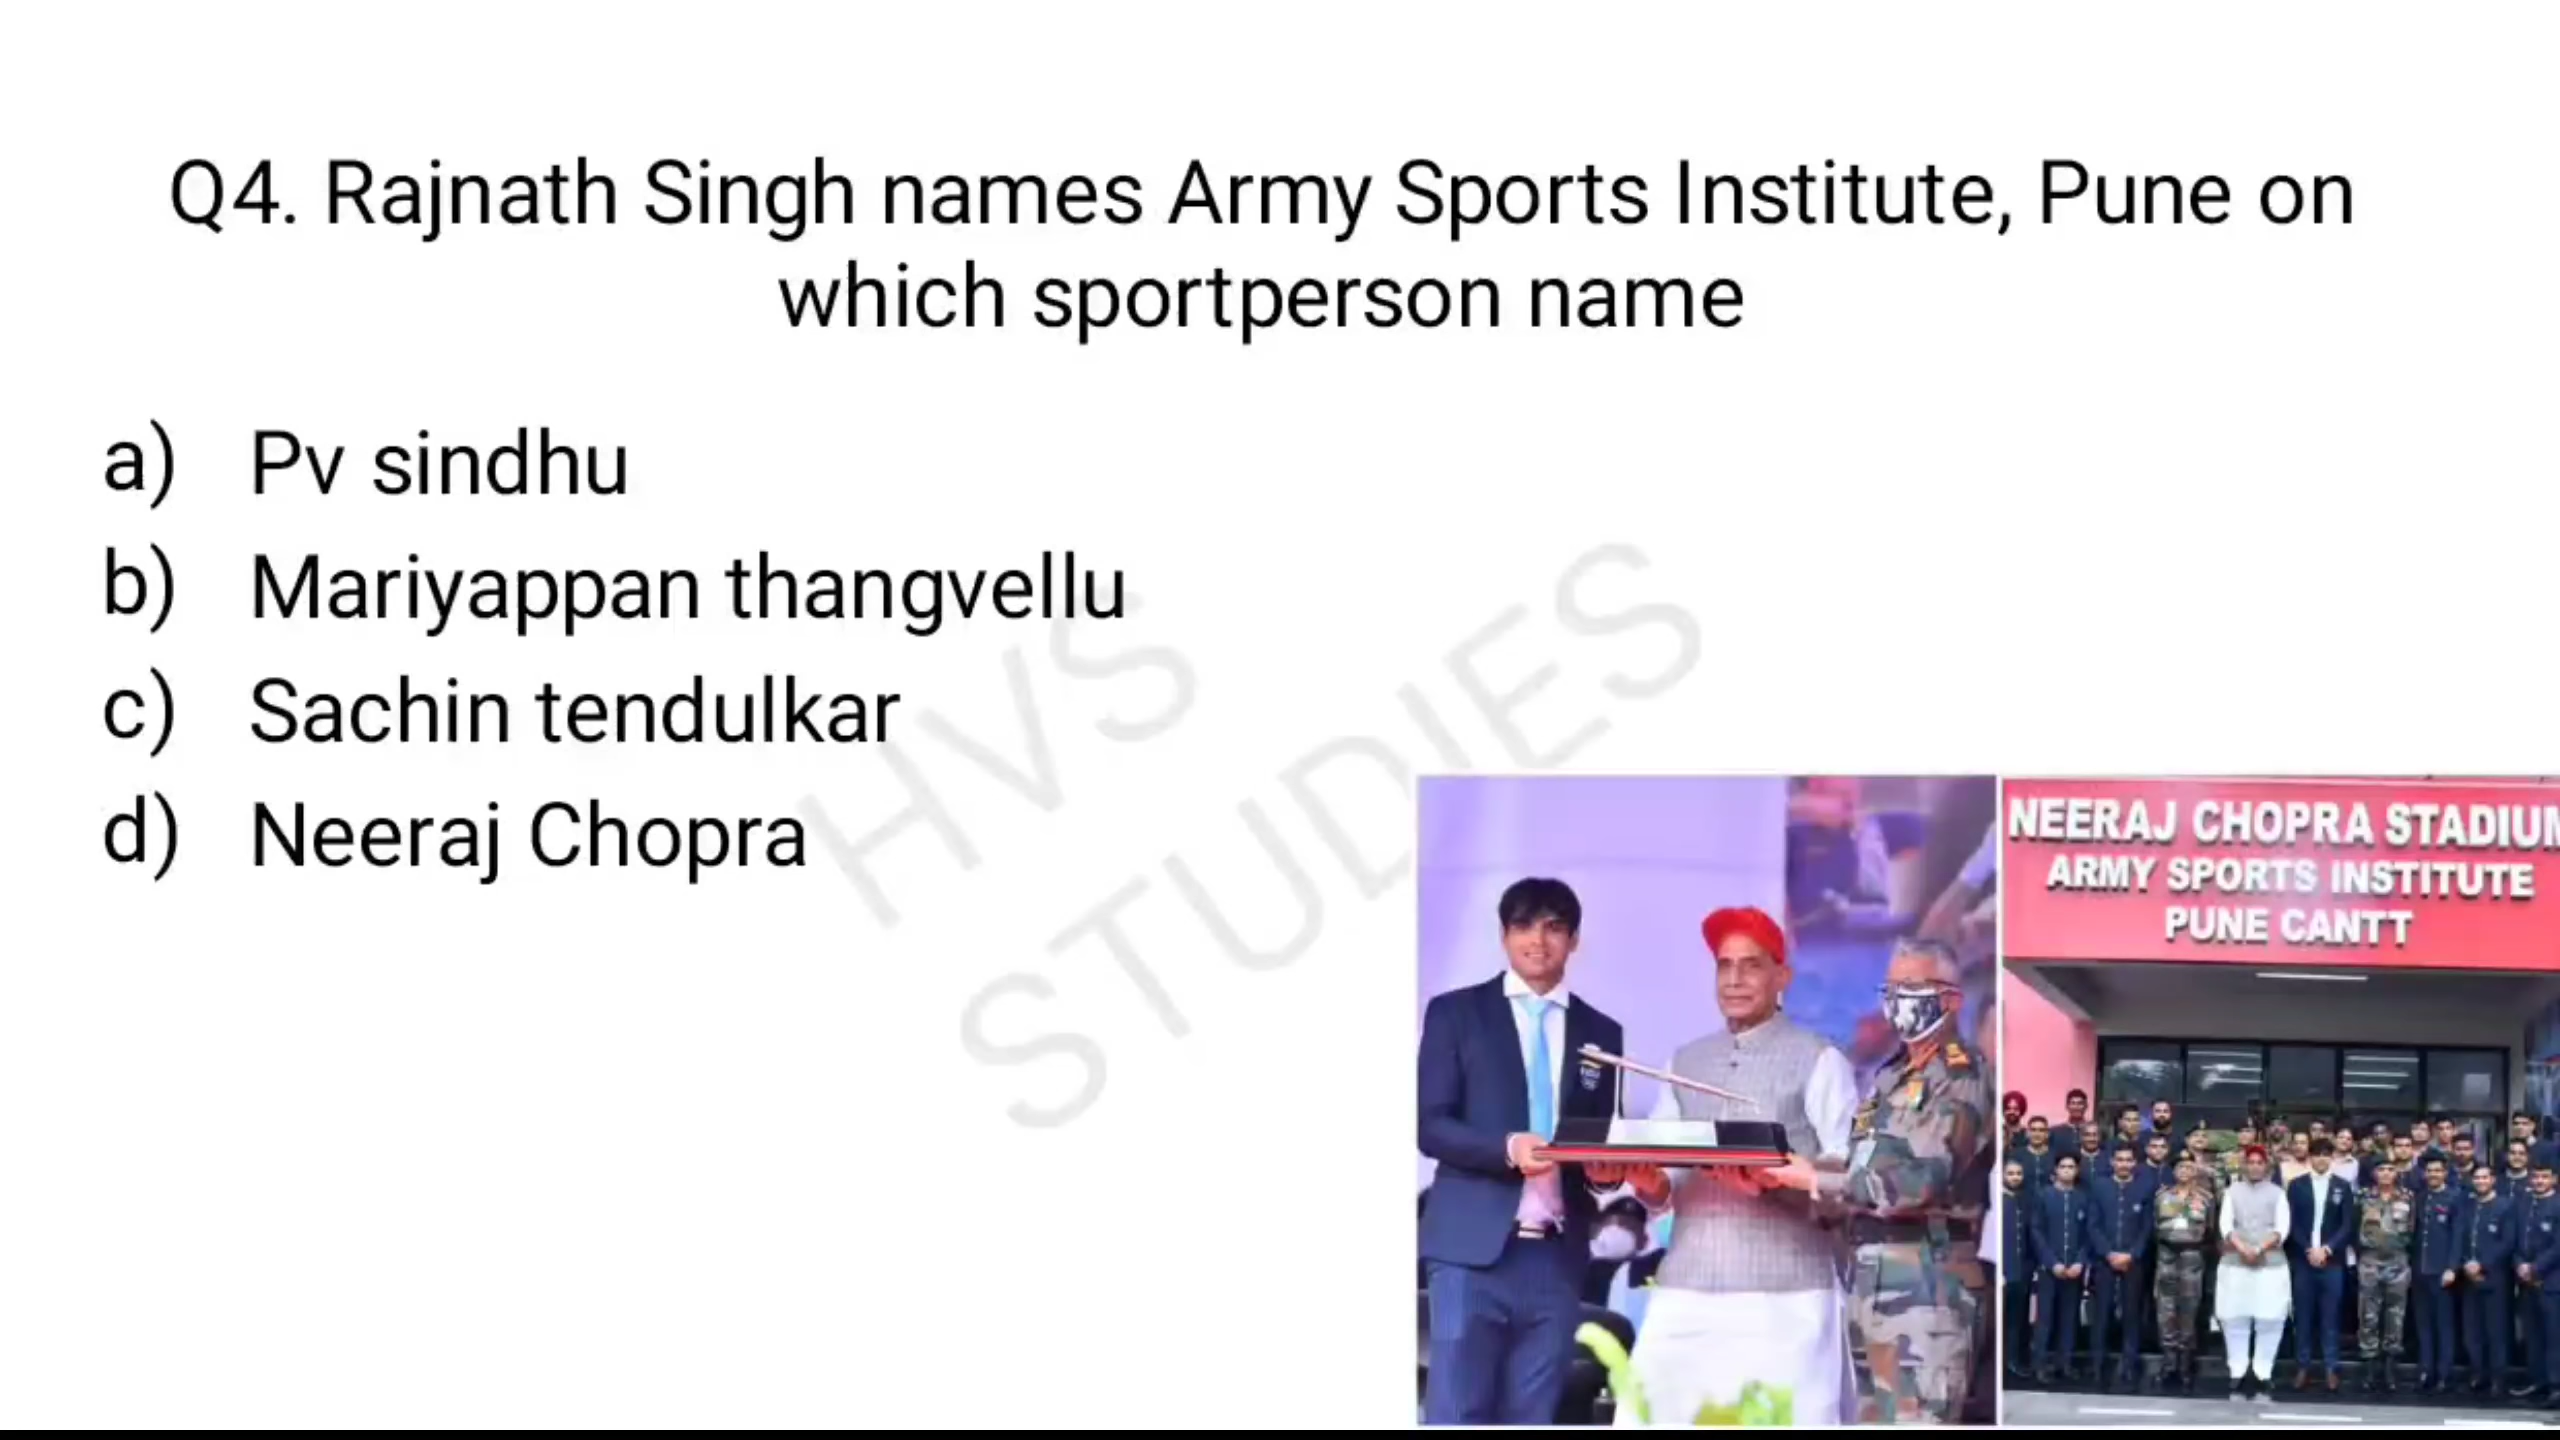 Q4. Rajnath Singh names Army Sports Institute, Pune on
which sportperson name
a) Pv sindhu
b) Mariyappan thangvellu
c) Sachin tendulkar
d) Neeraj Chopra
HVS
STUDIES
NEERAJ CHOPRA STADIUM
ARMY SPORTS INSTITUTE
PUNE CANTT